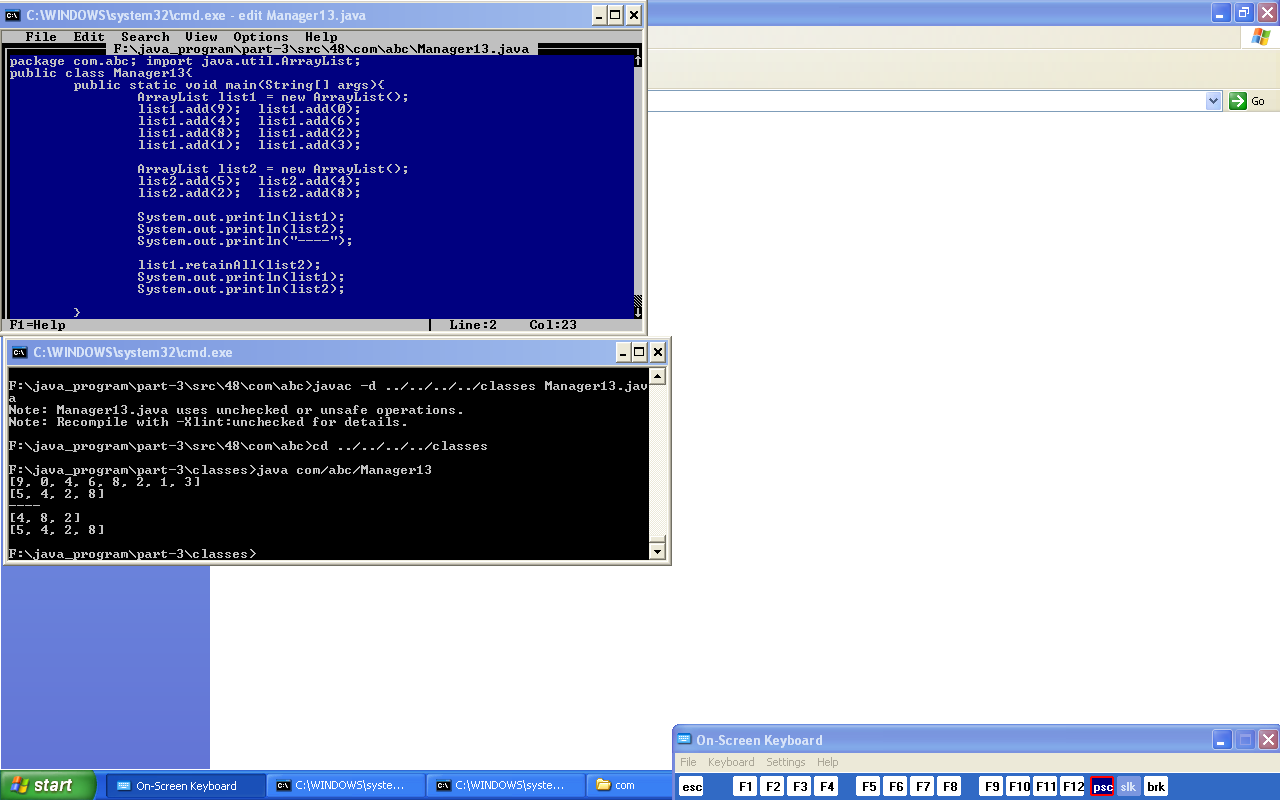 C:\WINDOWS\system32\cmd.exe - edit Manager13.java
File Edit Search View Options Help
F:\java_program\part-3\src\48\com\abc\Manager13.java
package com.abc; import java.util.ArrayList;
public class Manager13{
public static void main(String[] args){
ArrayList list1 = new ArrayList();
list1.add(9); list1.add(0);
list1.add(4); list1.add(6);
list1.add(8); list1.add(2);
list1.add(1); list1.add(3);
ArrayList list2 = new ArrayList();
list2.add(5); list2.add(4);
list2.add(2); list2.add(8);
System.out.println(list1);
System.out.println(list2);
System.out.println("----");
list1.retainAll(list2);
System.out.println(list1);
System.out.println(list2);
}
F1=Help Line:2 Col:23
Go
C:\WINDOWS\system32\cmd.exe
F:\java_program\part-3\src\48\com\abc>javac -d ../../../../classes Manager13.jav
a
Note: Manager13.java uses unchecked or unsafe operations.
Note: Recompile with -Xlint:unchecked for details.
F:\java_program\part-3\src\48\com\abc>cd ../../../../classes
F:\java_program\part-3\classes>java com/abc/Manager13
[9, 0, 4, 6, 8, 2, 1, 3]
[5, 4, 2, 8]
----
[4, 8, 2]
[5, 4, 2, 8]
F:\java_program\part-3\classes>
On-Screen Keyboard
File Keyboard Settings Help
esc F1 F2 F3 F4 F5 F6 F7 F8 F9 F10 F11 F12 psc slk brk
start On-Screen Keyboard C:\WINDOWS\syste... C:\WINDOWS\syste... com